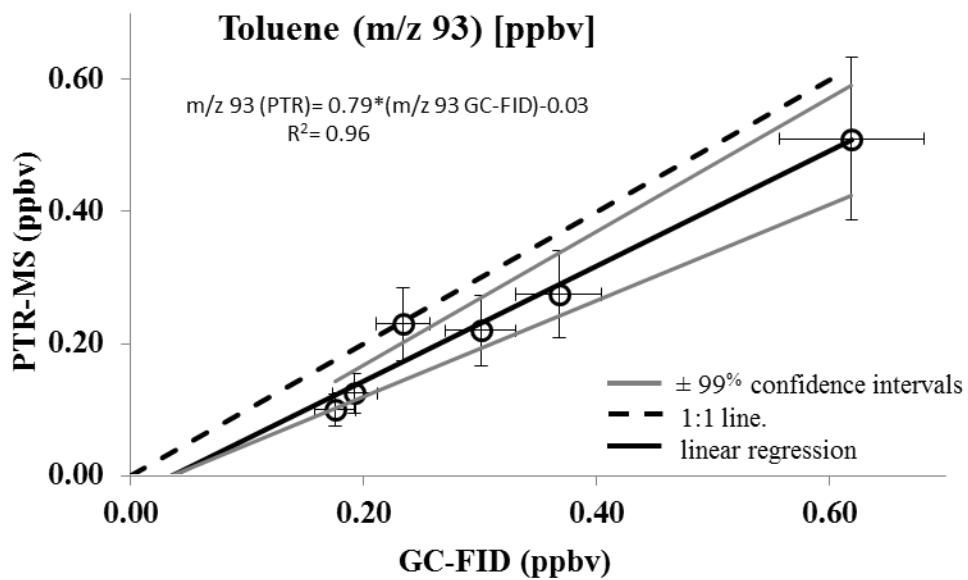 Toluene (m/z 93) [ppbv]
m/z 93 (PTR)= 0.79*(m/z 93 GC-FID)-0.03
R²= 0.96
PTR-MS (ppbv)
0.60
0.40
0.20
0.00
± 99% confidence intervals
1:1 line.
linear regression
0.00 0.20 0.40 0.60
GC-FID (ppbv)